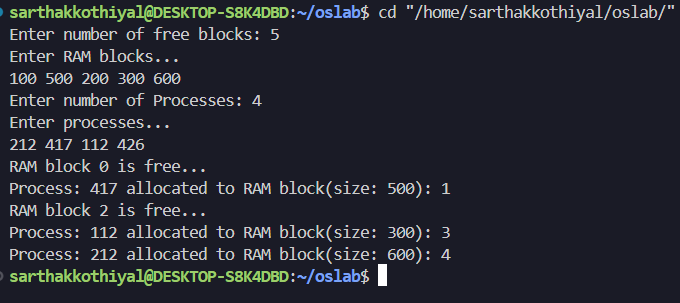 sarthakkothiyal@DESKTOP-S8K4DBD:~/oslab$ cd "/home/sarthakkothiyal/oslab/"
Enter number of free blocks: 5
Enter RAM blocks...
100 500 200 300 600
Enter number of Processes: 4
Enter processes...
212 417 112 426
RAM block 0 is free...
Process: 417 allocated to RAM block(size: 500): 1
RAM block 2 is free...
Process: 112 allocated to RAM block(size: 300): 3
Process: 212 allocated to RAM block(size: 600): 4
sarthakkothiyal@DESKTOP-S8K4DBD:~/oslab$